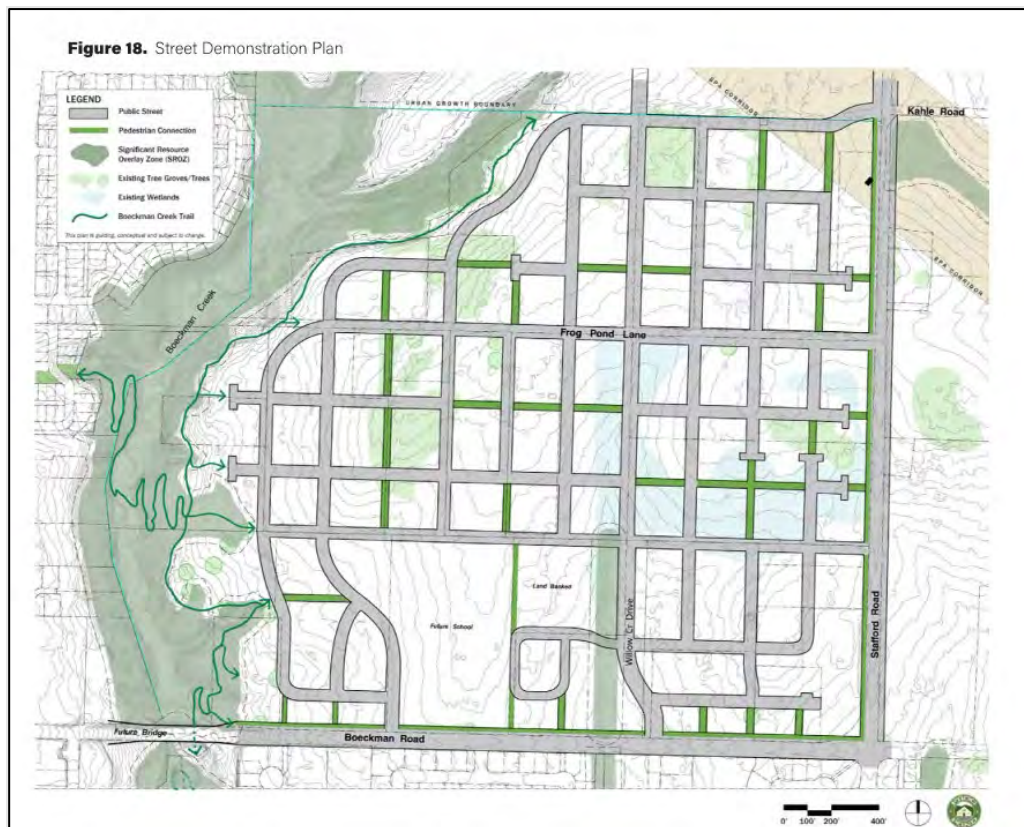 Figure 18. Street Demonstration Plan
LEGEND
Public Street
Pedestrian Connection
Significant Resource
Overlay Zone (SROZ)
Existing Tree Groves/Trees
Existing Wetlands
Boeckman Creek Trail
This plan is guiding, conceptual and subject to change.
URBAN GROWTH BOUNDARY
BPA CORRIDOR
Kahle Road
BPA CORRIDOR
Boeckman Creek
Frog Pond Lane
Land Banked
Future School
Willow Cr Drive
Stafford Road
Future Bridge
Boeckman Road
0' 100' 200' 400'